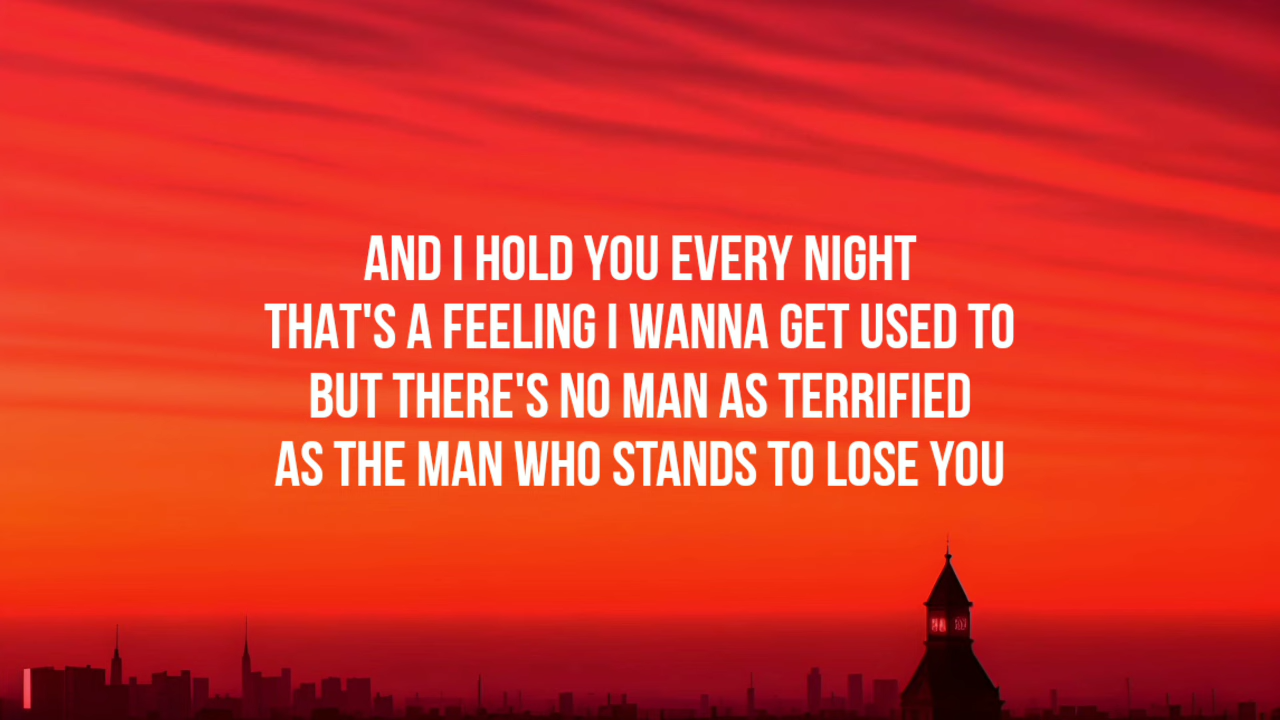 AND I HOLD YOU EVERY NIGHT
THAT'S A FEELING I WANNA GET USED TO
BUT THERE'S NO MAN AS TERRIFIED
AS THE MAN WHO STANDS TO LOSE YOU